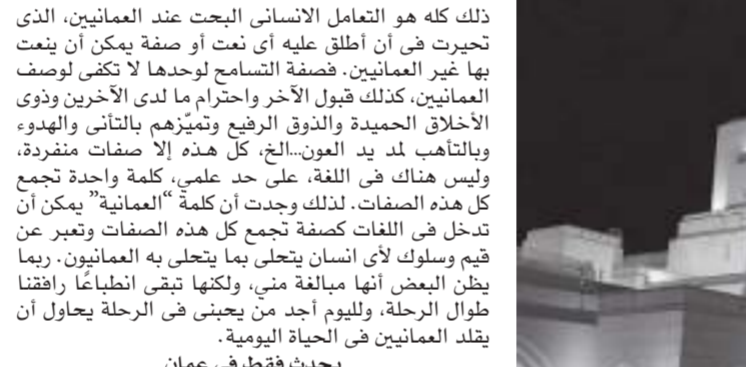 ذلك كله هو التعامل الانسانى البحت عند العمانيين، الذى
تحيرت فى أن أطلق عليه أى نعت أو صفة يمكن أن ينعت
بها غير العمانيين. فصفة التسامح لوحدها لا تكفى لوصف
العمانيين، كذلك قبول الآخر واحترام ما لدى الآخرين وذوى
الأخلاق الحميدة والذوق الرفيع وتميّزهم بالتأنى والهدوء
وبالتأهب لمد يد العون...الخ، كل هذه إلا صفات منفردة،
وليس هناك فى اللغة، على حد علمي، كلمة واحدة تجمع
كل هذه الصفات. لذلك وجدت أن كلمة “العمانية” يمكن أن
تدخل فى اللغات كصفة تجمع كل هذه الصفات وتعبر عن
قيم وسلوك لأى انسان يتحلى بما يتحلى به العمانيون. ربما
يظن البعض أنها مبالغة مني، ولكنها تبقى انطباعًا رافقنا
طوال الرحلة، ولليوم أجد من يحبنى فى الرحلة يحاول أن
يقلد العمانيين فى الحياة اليومية.
يحدث فقط فى عمان